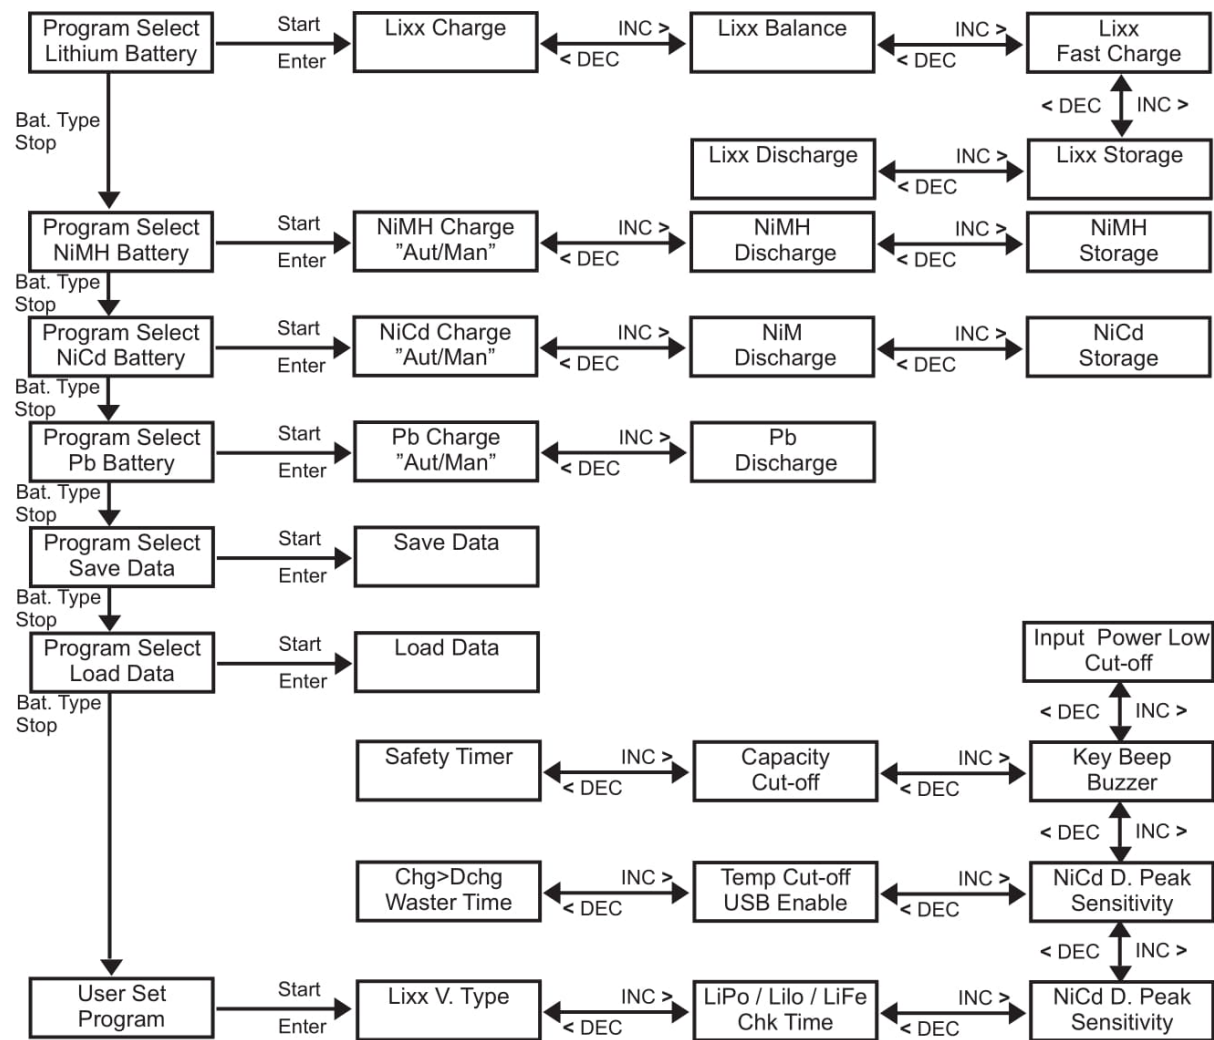 Program Select
Lithium Battery
Start
Enter
Lixx Charge
INC >
< DEC
Lixx Balance
INC >
< DEC
Lixx
Fast Charge
Bat. Type
Stop
< DEC
INC >
Lixx Discharge
INC >
< DEC
Lixx Storage
Program Select
NiMH Battery
Start
Enter
NiMH Charge
"Aut/Man"
INC >
< DEC
NiMH
Discharge
INC >
< DEC
NiMH
Storage
Bat. Type
Stop
Program Select
NiCd Battery
Start
Enter
NiCd Charge
"Aut/Man"
INC >
< DEC
NiM
Discharge
INC >
< DEC
NiCd
Storage
Bat. Type
Stop
Program Select
Pb Battery
Start
Enter
Pb Charge
"Aut/Man"
INC >
< DEC
Pb
Discharge
Bat. Type
Stop
Program Select
Save Data
Start
Enter
Save Data
Bat. Type
Stop
Program Select
Load Data
Start
Enter
Load Data
Input Power Low
Cut-off
Bat. Type
Stop
< DEC
INC >
Safety Timer
INC >
< DEC
Capacity
Cut-off
INC >
< DEC
Key Beep
Buzzer
< DEC
INC >
Chg>Dchg
Waster Time
INC >
< DEC
Temp Cut-off
USB Enable
INC >
< DEC
NiCd D. Peak
Sensitivity
< DEC
INC >
User Set
Program
Start
Enter
Lixx V. Type
INC >
< DEC
LiPo / LiIo / LiFe
Chk Time
INC >
< DEC
NiCd D. Peak
Sensitivity